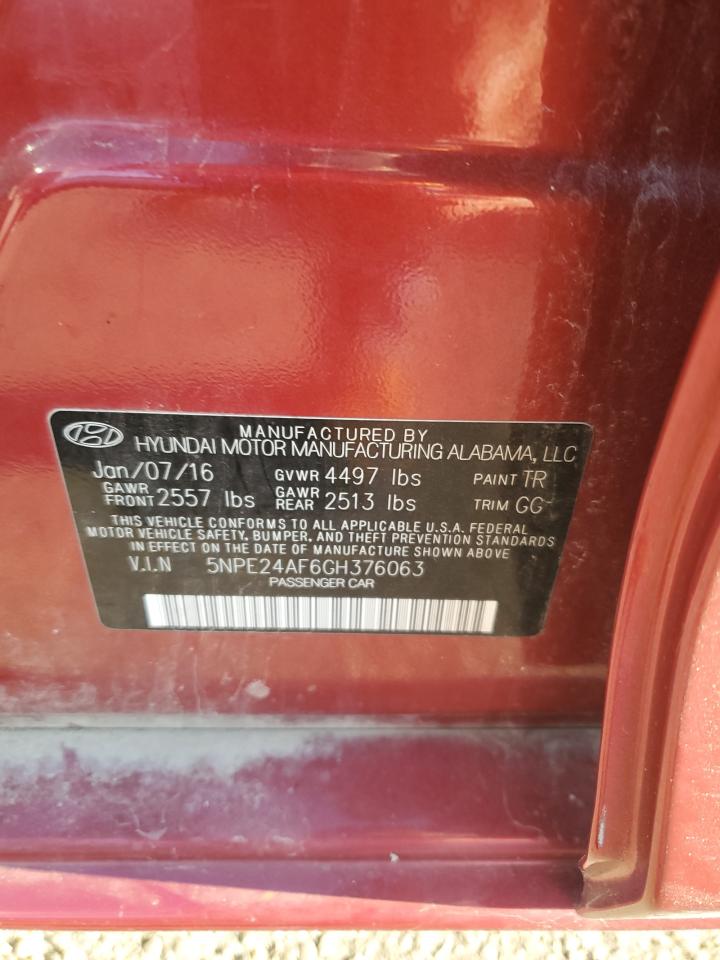 MANUFACTURED BY
HYUNDAI MOTOR MANUFACTURING ALABAMA, LLC
Jan/07/16 GVWR 4497 lbs PAINT TR
GAWR FRONT 2557 lbs GAWR REAR 2513 lbs TRIM GG
THIS VEHICLE CONFORMS TO ALL APPLICABLE U.S.A. FEDERAL
MOTOR VEHICLE SAFETY, BUMPER, AND THEFT PREVENTION STANDARDS
IN EFFECT ON THE DATE OF MANUFACTURE SHOWN ABOVE
V.I.N 5NPE24AF6GH376063
PASSENGER CAR